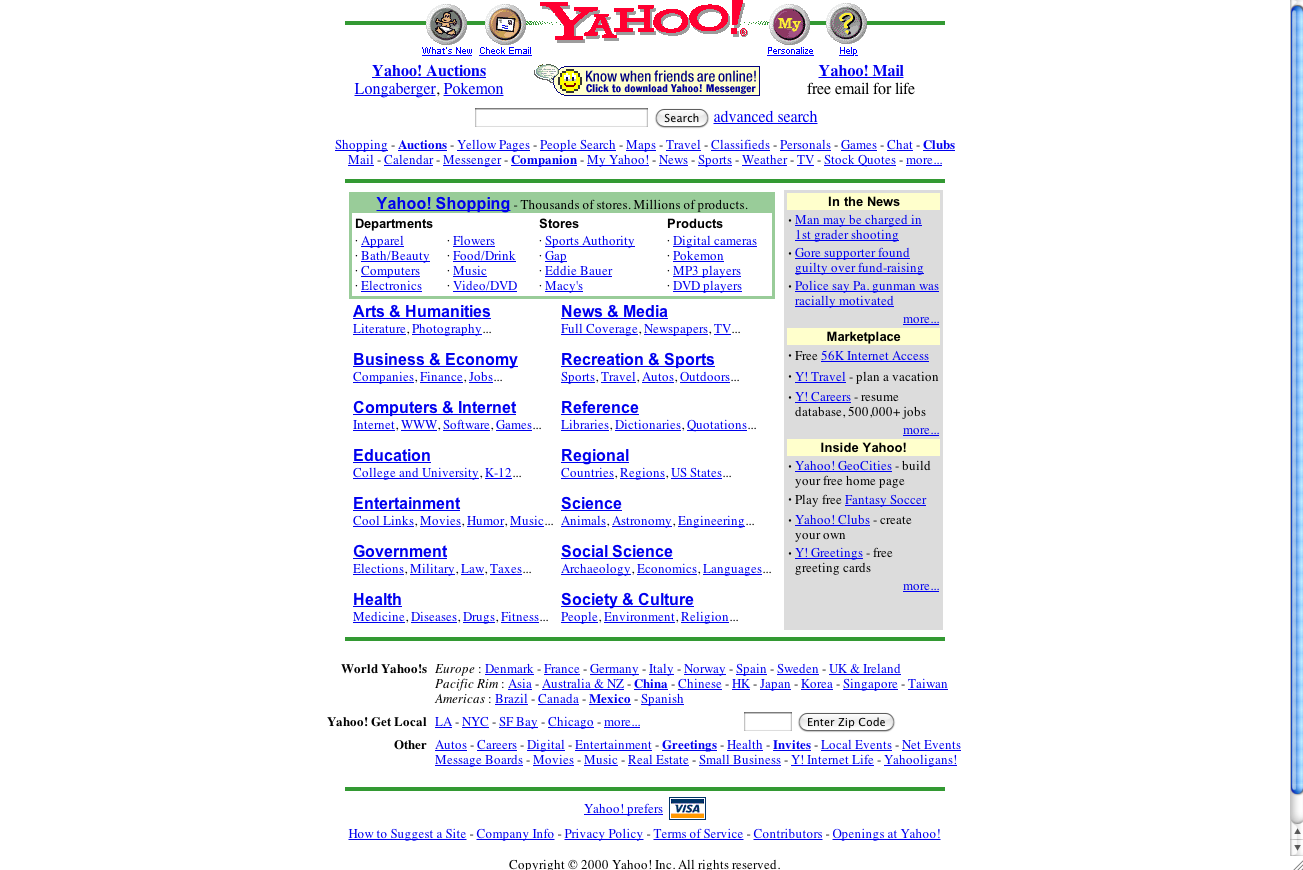 YAHOO!
My
?
What's New
Check Email
Personalize
Help
Yahoo! Auctions
Longaberger, Pokemon
Know when friends are online!
Click to download Yahoo! Messenger
Yahoo! Mail
free email for life
Search advanced search
Shopping - Auctions - Yellow Pages - People Search - Maps - Travel - Classifieds - Personals - Games - Chat - Clubs
Mail - Calendar - Messenger - Companion - My Yahoo! - News - Sports - Weather - TV - Stock Quotes - more...
Yahoo! Shopping - Thousands of stores. Millions of products.
Departments Stores Products
· Apparel · Flowers · Sports Authority · Digital cameras
· Bath/Beauty · Food/Drink · Gap · Pokemon
· Computers · Music · Eddie Bauer · MP3 players
· Electronics · Video/DVD · Macy's · DVD players
Arts & Humanities
Literature, Photography...
Business & Economy
Companies, Finance, Jobs...
Computers & Internet
Internet, WWW, Software, Games...
Education
College and University, K-12...
Entertainment
Cool Links, Movies, Humor, Music...
Government
Elections, Military, Law, Taxes...
Health
Medicine, Diseases, Drugs, Fitness...
News & Media
Full Coverage, Newspapers, TV...
Recreation & Sports
Sports, Travel, Autos, Outdoors...
Reference
Libraries, Dictionaries, Quotations...
Regional
Countries, Regions, US States...
Science
Animals, Astronomy, Engineering...
Social Science
Archaeology, Economics, Languages...
Society & Culture
People, Environment, Religion...
In the News
· Man may be charged in
1st grader shooting
· Gore supporter found
guilty over fund-raising
· Police say Pa. gunman was
racially motivated
more...
Marketplace
· Free 56K Internet Access
· Y! Travel - plan a vacation
· Y! Careers - resume
database, 500,000+ jobs
more...
Inside Yahoo!
· Yahoo! GeoCities - build
your free home page
· Play free Fantasy Soccer
· Yahoo! Clubs - create
your own
· Y! Greetings - free
greeting cards
more...
World Yahoo!s Europe : Denmark - France - Germany - Italy - Norway - Spain - Sweden - UK & Ireland
Pacific Rim : Asia - Australia & NZ - China - Chinese - HK - Japan - Korea - Singapore - Taiwan
Americas : Brazil - Canada - Mexico - Spanish
Yahoo! Get Local LA - NYC - SF Bay - Chicago - more... Enter Zip Code
Other Autos - Careers - Digital - Entertainment - Greetings - Health - Invites - Local Events - Net Events
Message Boards - Movies - Music - Real Estate - Small Business - Y! Internet Life - Yahooligans!
Yahoo! prefers VISA
How to Suggest a Site - Company Info - Privacy Policy - Terms of Service - Contributors - Openings at Yahoo!
Copyright © 2000 Yahoo! Inc. All rights reserved.